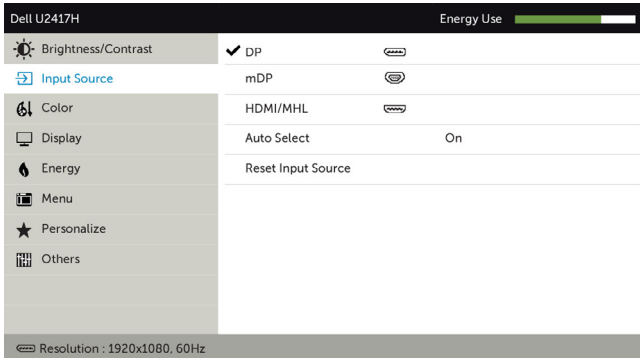 Dell U2417H Energy Use
Brightness/Contrast
Input Source
Color
Display
Energy
Menu
Personalize
Others
DP
mDP
HDMI/MHL
Auto Select On
Reset Input Source
Resolution : 1920x1080, 60Hz